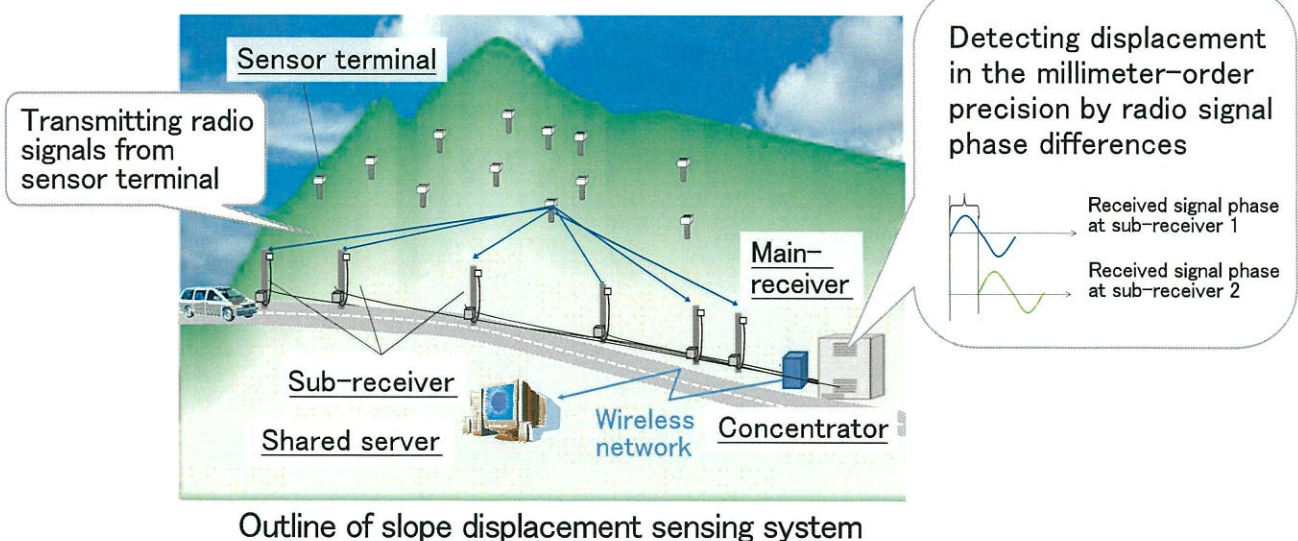 Sensor terminal
Transmitting radio
signals from
sensor terminal
Detecting displacement
in the millimeter-order
precision by radio signal
phase differences
Received signal phase
at sub-receiver 1
Received signal phase
at sub-receiver 2
Main-
receiver
Sub-receiver
Shared server
Wireless
network
Concentrator
Outline of slope displacement sensing system